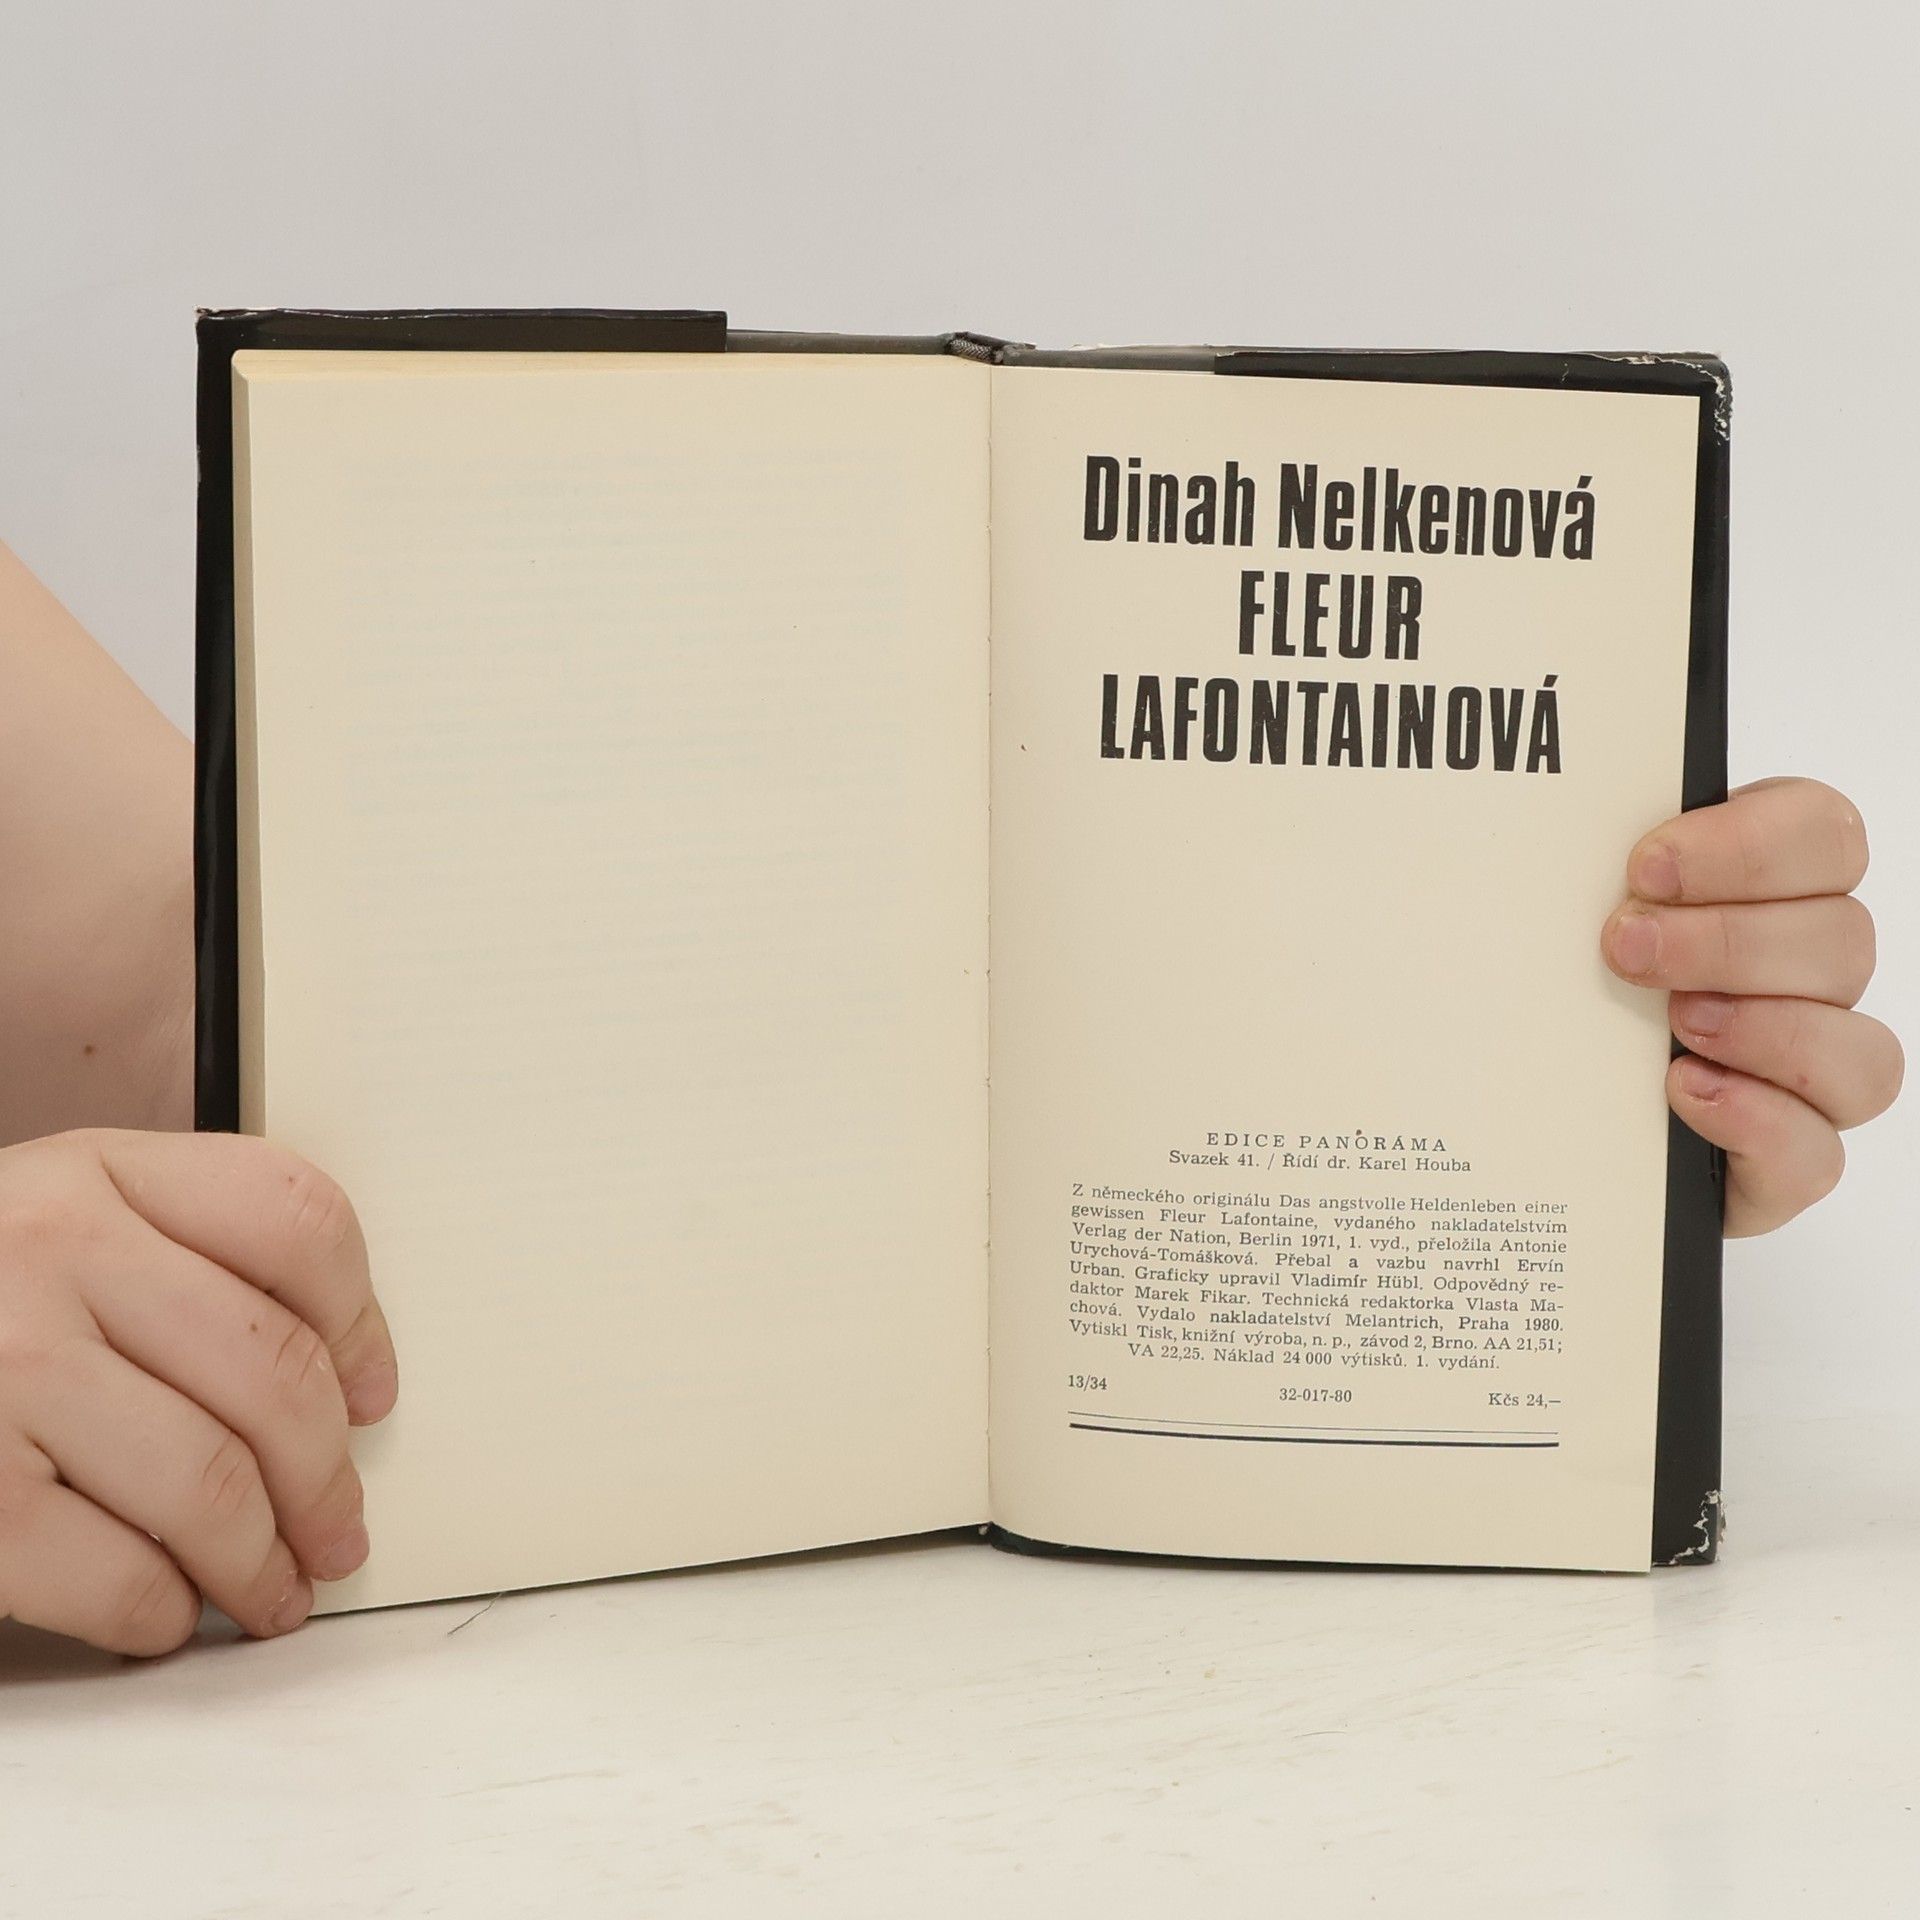 Dinah Nelkenová
FLEUR
LAFONTAINOVÁ
EDICE PANORÁMA
Svazek 41. / Řídí dr. Karel Houba
Z německého originálu Das angstvolle Heldenleben einer
gewissen Fleur Lafontaine, vydaného nakladatelstvím
Verlag der Nation, Berlin 1971, 1. vyd., přeložila Antonie
Urychová-Tomášková. Přebal a vazbu navrhl Ervín
Urban. Graficky upravil Vladimír Hübl. Odpovědný re-
daktor Marek Fikar. Technická redaktorka Vlasta Ma-
chová. Vydalo nakladatelství Melantrich, Praha 1980.
Vytiskl Tisk, knižní výroba, n. p., závod 2, Brno. AA 21,51;
VA 22,25. Náklad 24 000 výtisků. 1. vydání.
13/34 32-017-80 Kčs 24,—